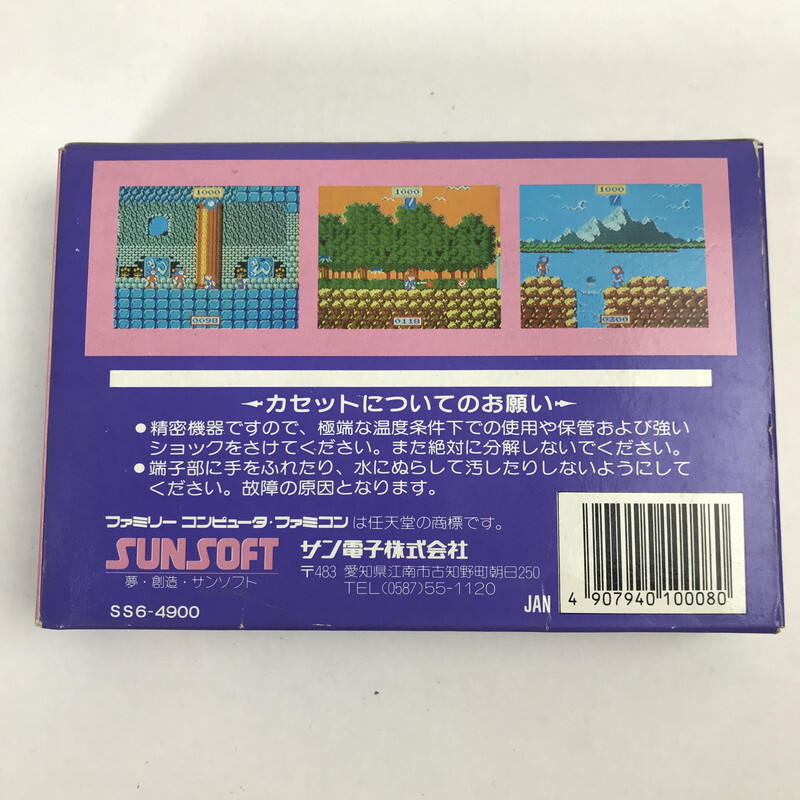 1000
1000
1000
0098
0118
0300
カセットについてのお願い
●精密機器ですので、極端な温度条件下での使用や保管および強い
ショックをさけてください。また絶対に分解しないでください。
●端子部に手をふれたり、水にぬらして汚したりしないようにして
ください。故障の原因となります。
ファミリーコンピュータ・ファミコンは任天堂の商標です。
SUNSOFT サン電子株式会社
夢・創造・サンソフト
〒483 愛知県江南市古知野町朝日250
TEL(0587)55-1120
SS6-4900
JAN
4 907940 100080